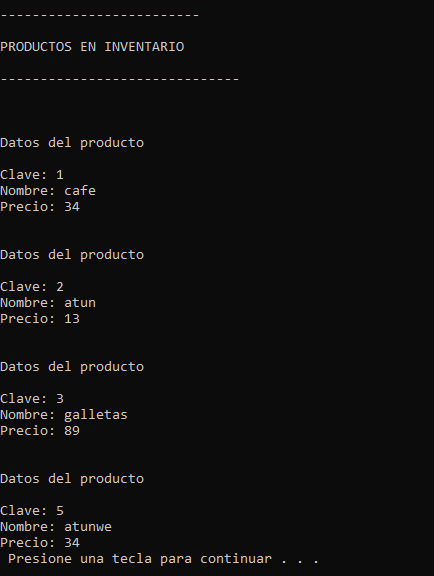 -------------------------
PRODUCTOS EN INVENTARIO
------------------------------
Datos del producto
Clave: 1
Nombre: cafe
Precio: 34
Datos del producto
Clave: 2
Nombre: atun
Precio: 13
Datos del producto
Clave: 3
Nombre: galletas
Precio: 89
Datos del producto
Clave: 5
Nombre: atunwe
Precio: 34
Presione una tecla para continuar . . .